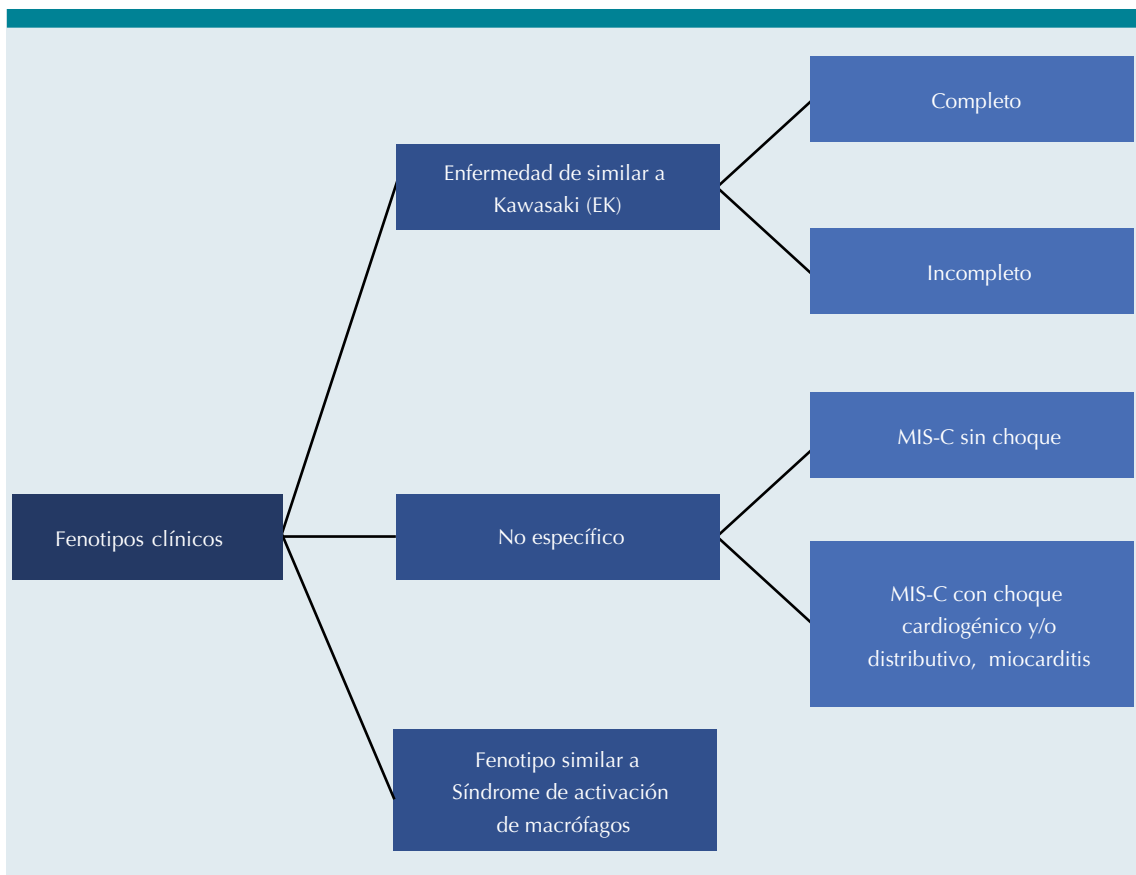 Completo
Enfermedad de similar a
Kawasaki (EK)
Incompleto
MIS-C sin choque
Fenotipos clínicos
No específico
MIS-C con choque
cardiogénico y/o
distributivo, miocarditis
Fenotipo similar a
Síndrome de activación
de macrófagos